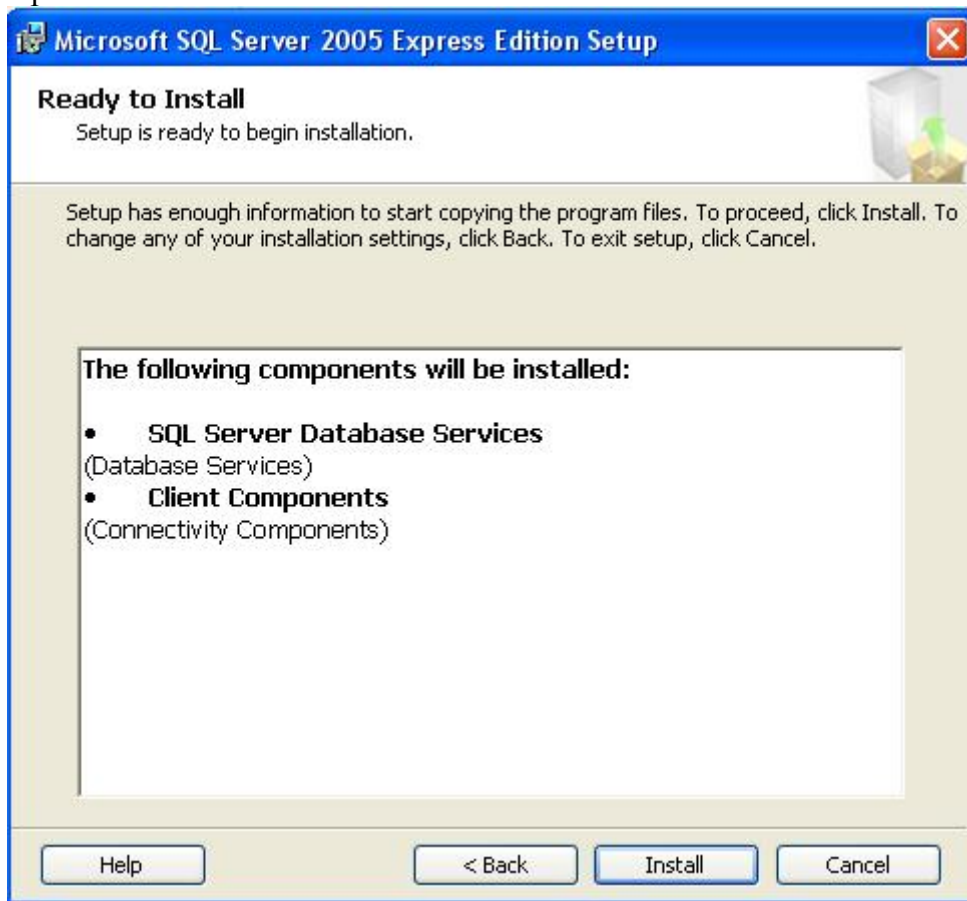 Microsoft SQL Server 2005 Express Edition Setup
Ready to Install
Setup is ready to begin installation.
Setup has enough information to start copying the program files. To proceed, click Install. To
change any of your installation settings, click Back. To exit setup, click Cancel.
The following components will be installed:
• SQL Server Database Services
(Database Services)
• Client Components
(Connectivity Components)
Help
< Back
Install
Cancel